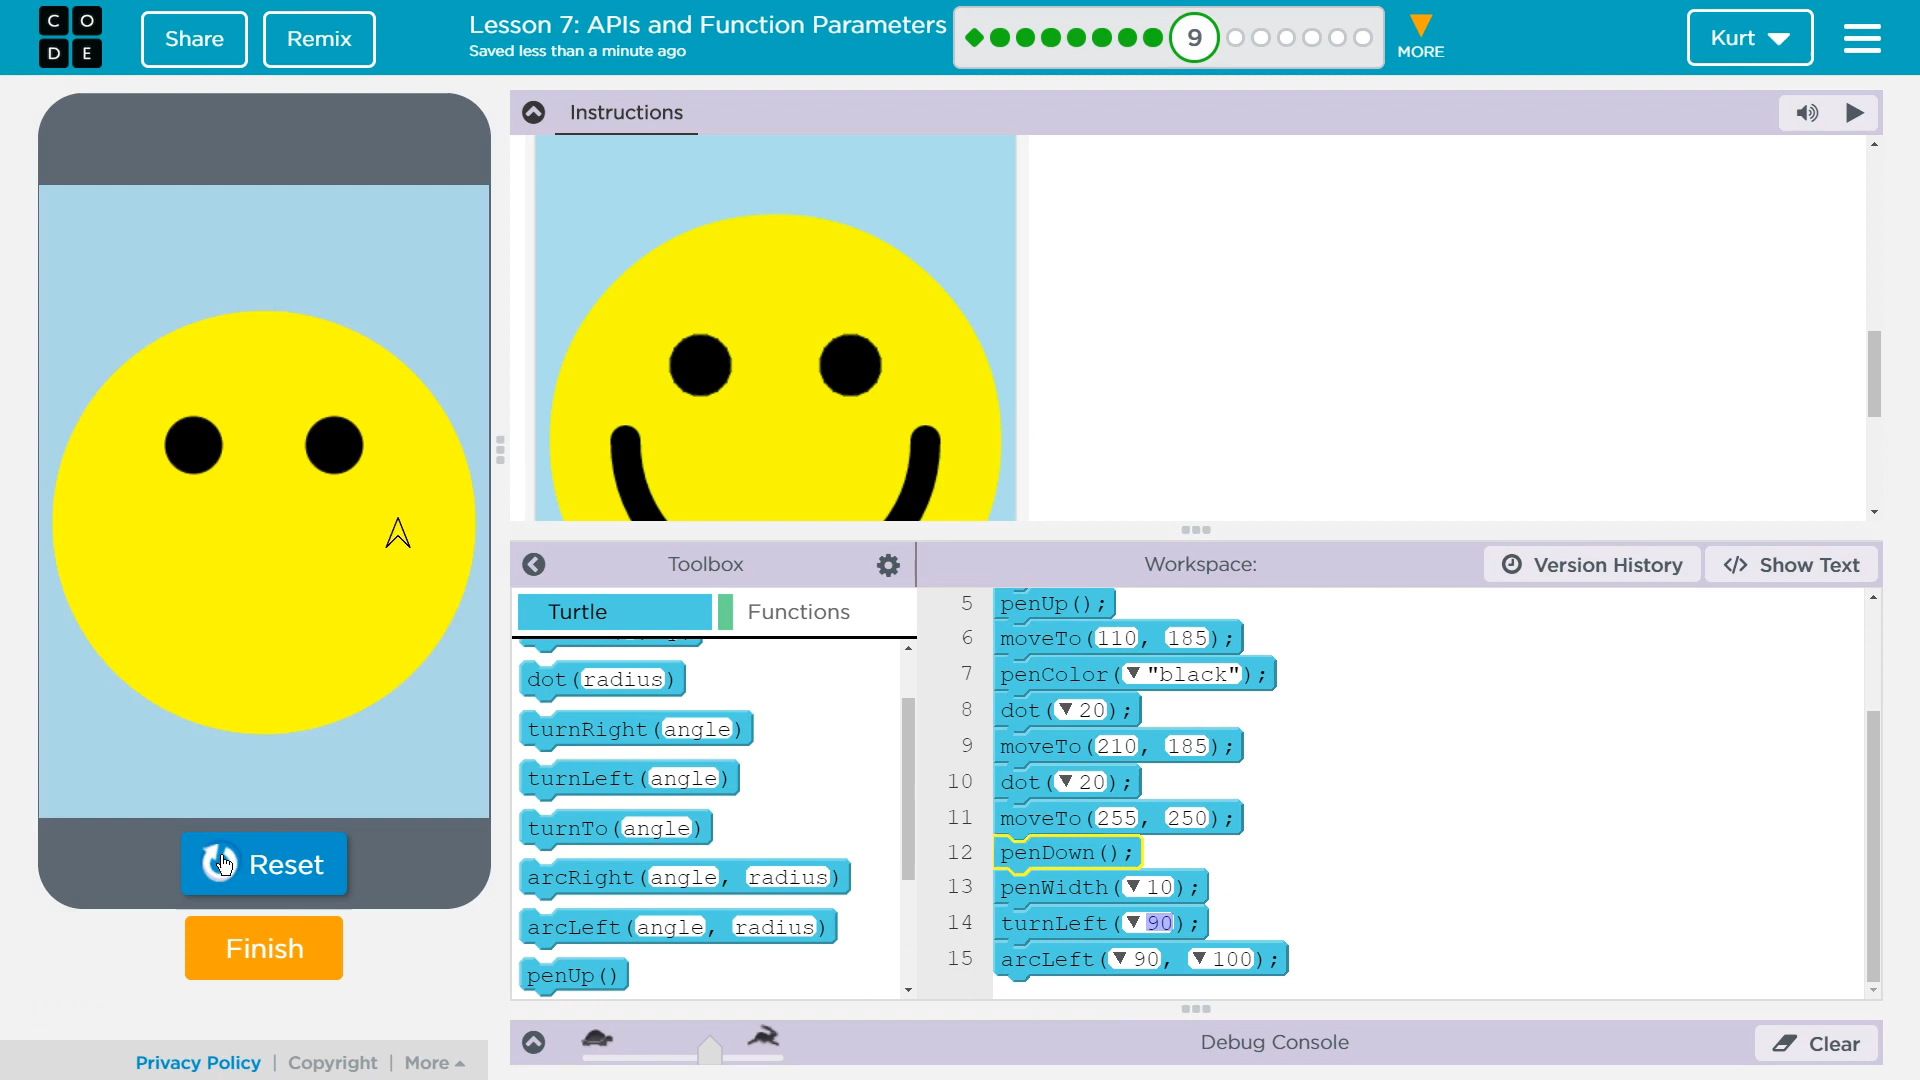 C O
D E
Share
Remix
Lesson 7: APIs and Function Parameters
Saved less than a minute ago
9
MORE
Kurt
Instructions
Toolbox
Workspace:
Version History
</> Show Text
Turtle
Functions
dot(radius)
turnRight(angle)
turnLeft(angle)
turnTo(angle)
arcRight(angle, radius)
arcLeft(angle, radius)
penUp()
5 penUp();
6 moveTo(110, 185);
7 penColor("black");
8 dot(20);
9 moveTo(210, 185);
10 dot(20);
11 moveTo(255, 250);
12 penDown();
13 penWidth(10);
14 turnLeft(90);
15 arcLeft(90, 100);
Reset
Finish
Debug Console
Clear
Privacy Policy | Copyright | More